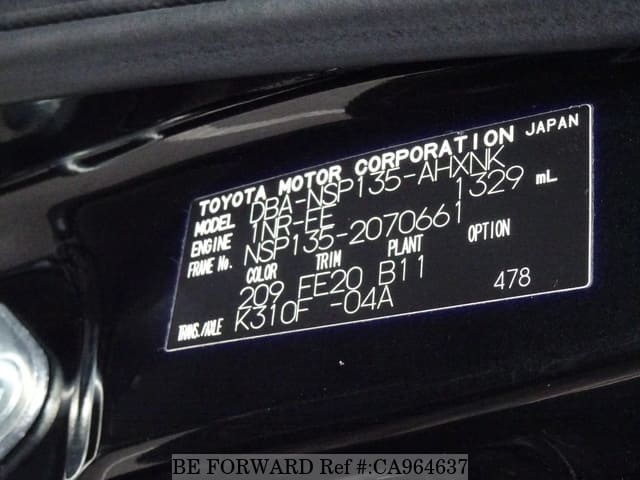 TOYOTA MOTOR CORPORATION JAPAN
MODEL DBA-NSP135-AHXNK
ENGINE 1NR-FE 1329 mL
FRAME No. NSP135-2070661
COLOR TRIM PLANT OPTION
209 FE20 B11 478
TRANS./AXLE K310F -04A
BE FORWARD Ref #:CA964637